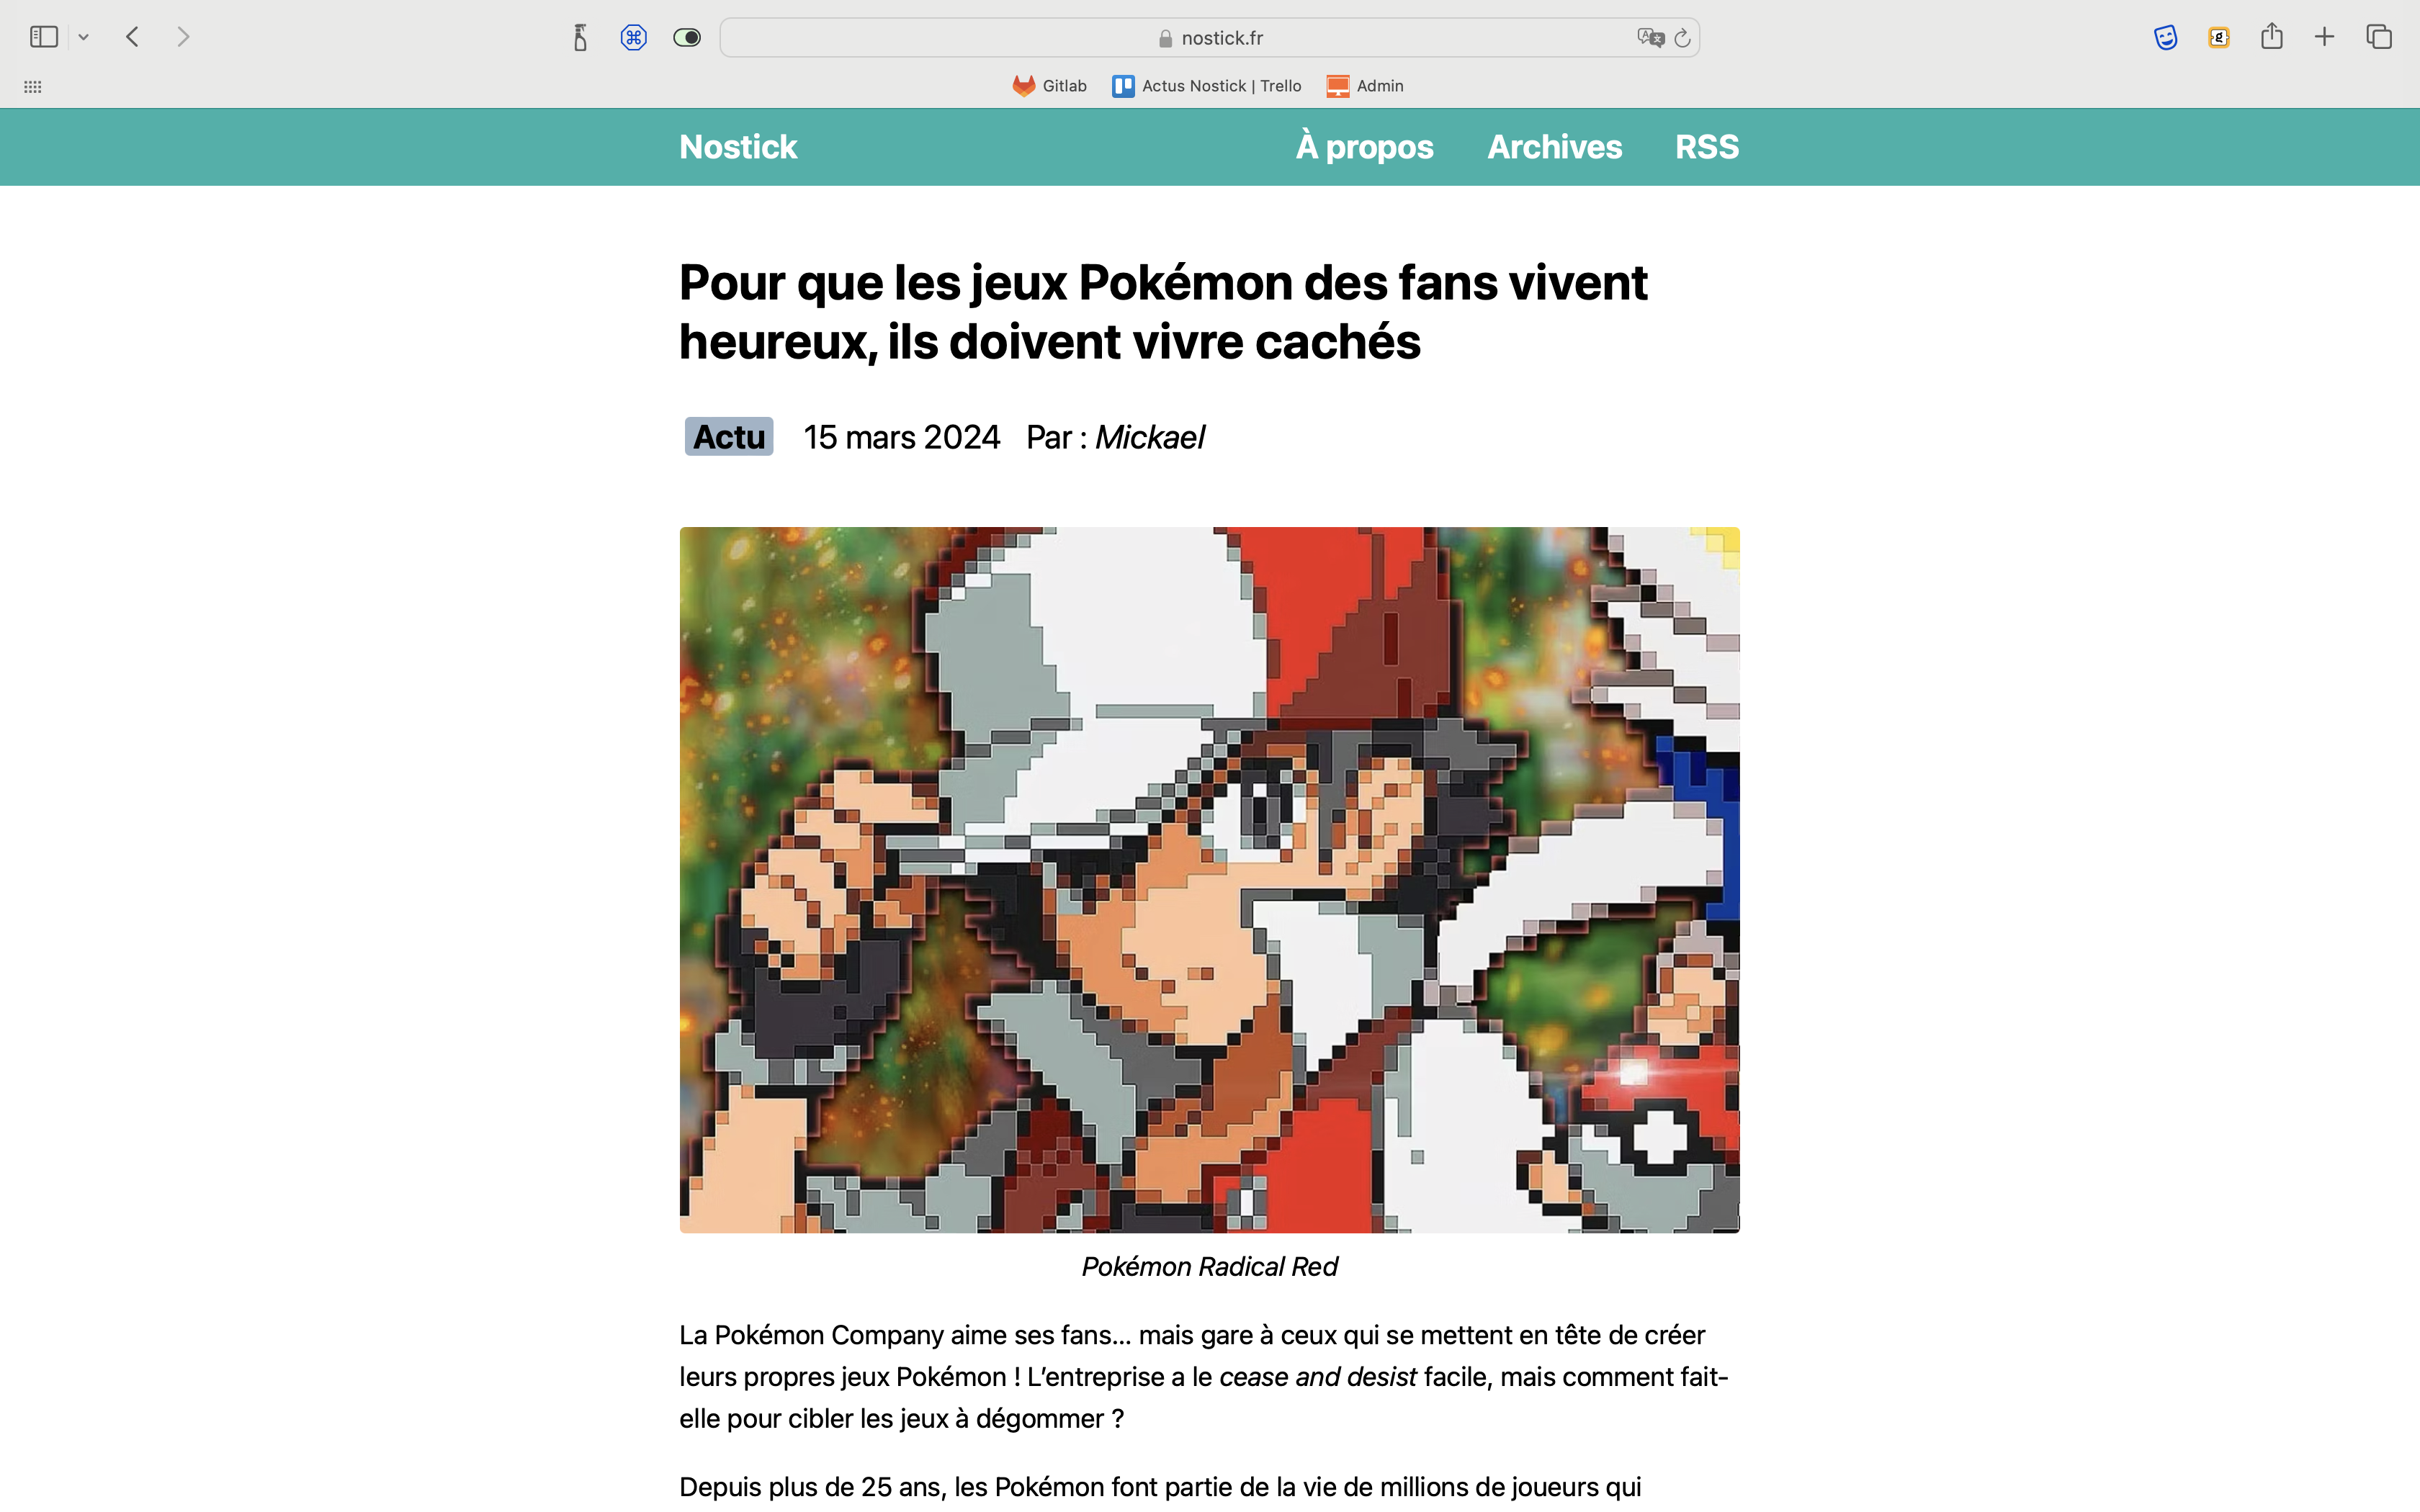 nostick.fr
Gitlab
Actus Nostick | Trello
Admin
Nostick
À propos
Archives
RSS
Pour que les jeux Pokémon des fans vivent
heureux, ils doivent vivre cachés
Actu 15 mars 2024 Par : Mickael
Pokémon Radical Red
La Pokémon Company aime ses fans… mais gare à ceux qui se mettent en tête de créer
leurs propres jeux Pokémon ! L’entreprise a le cease and desist facile, mais comment fait-
elle pour cibler les jeux à dégommer ?
Depuis plus de 25 ans, les Pokémon font partie de la vie de millions de joueurs qui